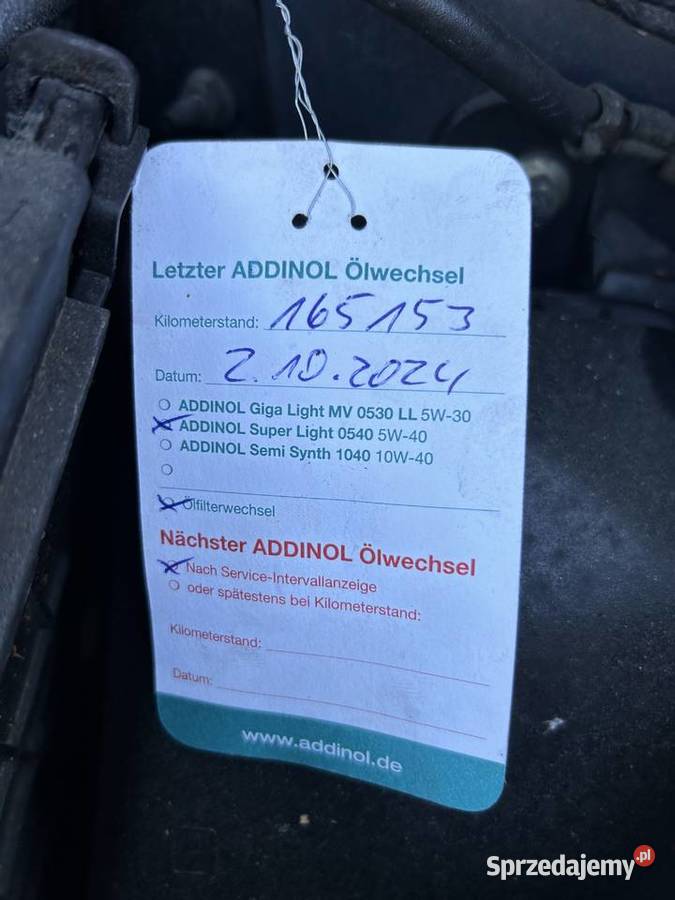 Letzter ADDINOL Ölwechsel
Kilometerstand: 165153
Datum: 2.10.2024
ADDINOL Giga Light MV 0530 LL 5W-30
ADDINOL Super Light 0540 5W-40
ADDINOL Semi Synth 1040 10W-40
Ölfilterwechsel
Nächster ADDINOL Ölwechsel
Nach Service-Intervallanzeige
oder spätestens bei Kilometerstand:
Kilometerstand:
Datum:
www.addinol.de
Sprzedajemy.pl